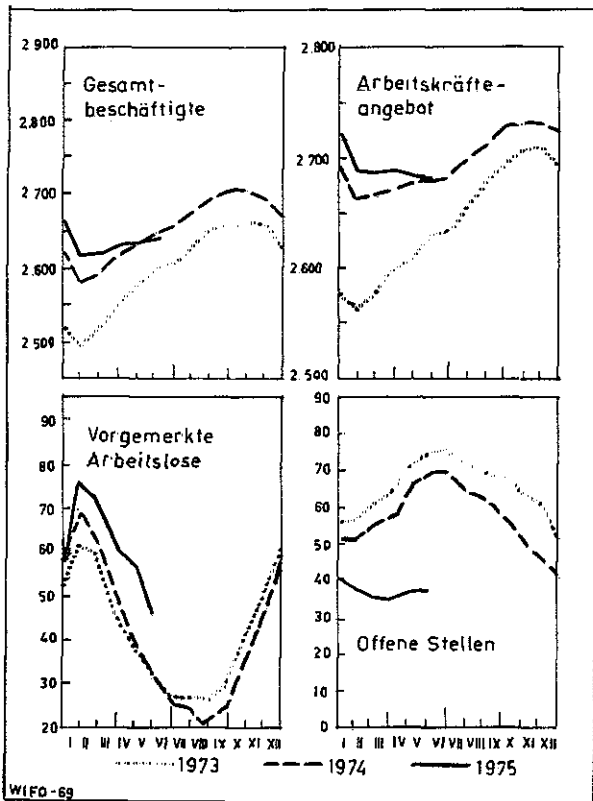 2 900
2.800
2 700
2.600
2 500
Gesamt-
beschäftigte
2.800
2 700
2.600
2.500
Arbeitskräfte-
angebot
90
80
70
60
50
40
30
20
Vorgemerkte
Arbeitslose
90
80
70
60
50
40
30
20
10
0
Offene Stellen
I II III IV V VI VII VIII IX X XI XII
I II III IV V VI VII VIII IX X XI XII
1973 1974 1975
WIFO-69